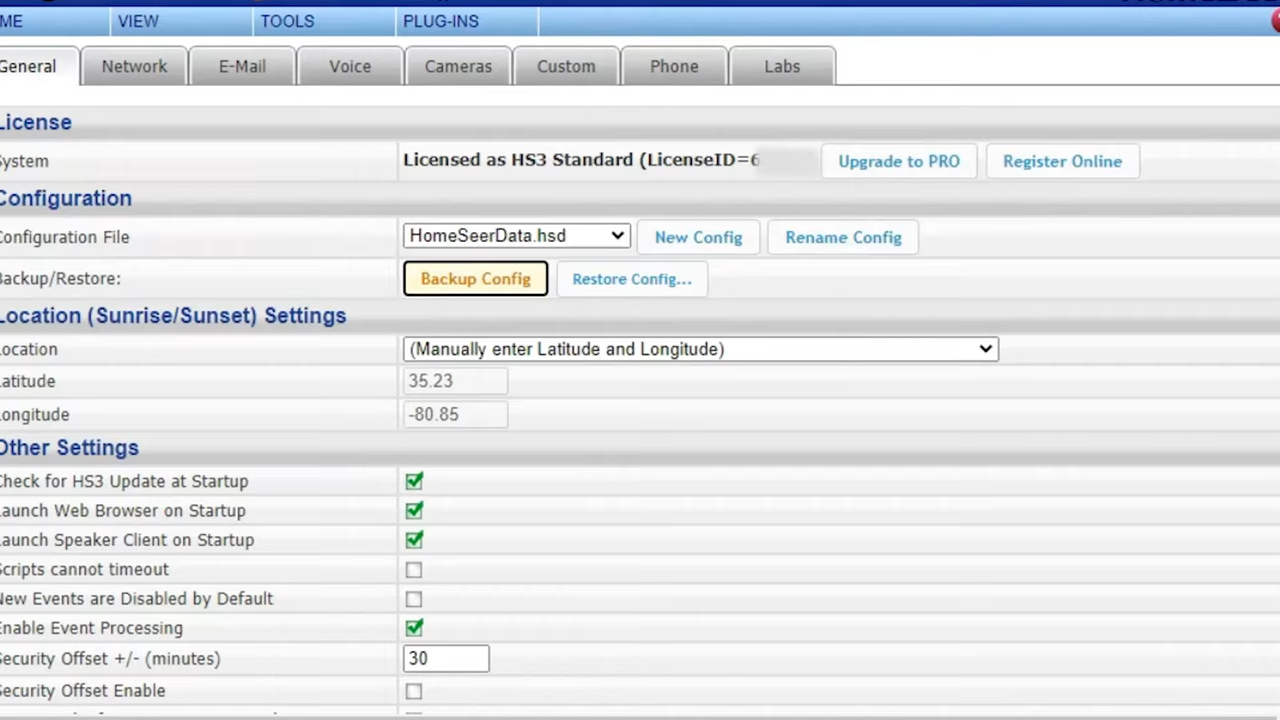 ME VIEW TOOLS PLUG-INS
General Network E-Mail Voice Cameras Custom Phone Labs
License
System Licensed as HS3 Standard (LicenseID=6 Upgrade to PRO Register Online
Configuration
Configuration File HomeSeerData.hsd New Config Rename Config
Backup/Restore: Backup Config Restore Config...
Location (Sunrise/Sunset) Settings
Location (Manually enter Latitude and Longitude)
Latitude 35.23
Longitude -80.85
Other Settings
Check for HS3 Update at Startup
Launch Web Browser on Startup
Launch Speaker Client on Startup
Scripts cannot timeout
New Events are Disabled by Default
Enable Event Processing
Security Offset +/- (minutes) 30
Security Offset Enable